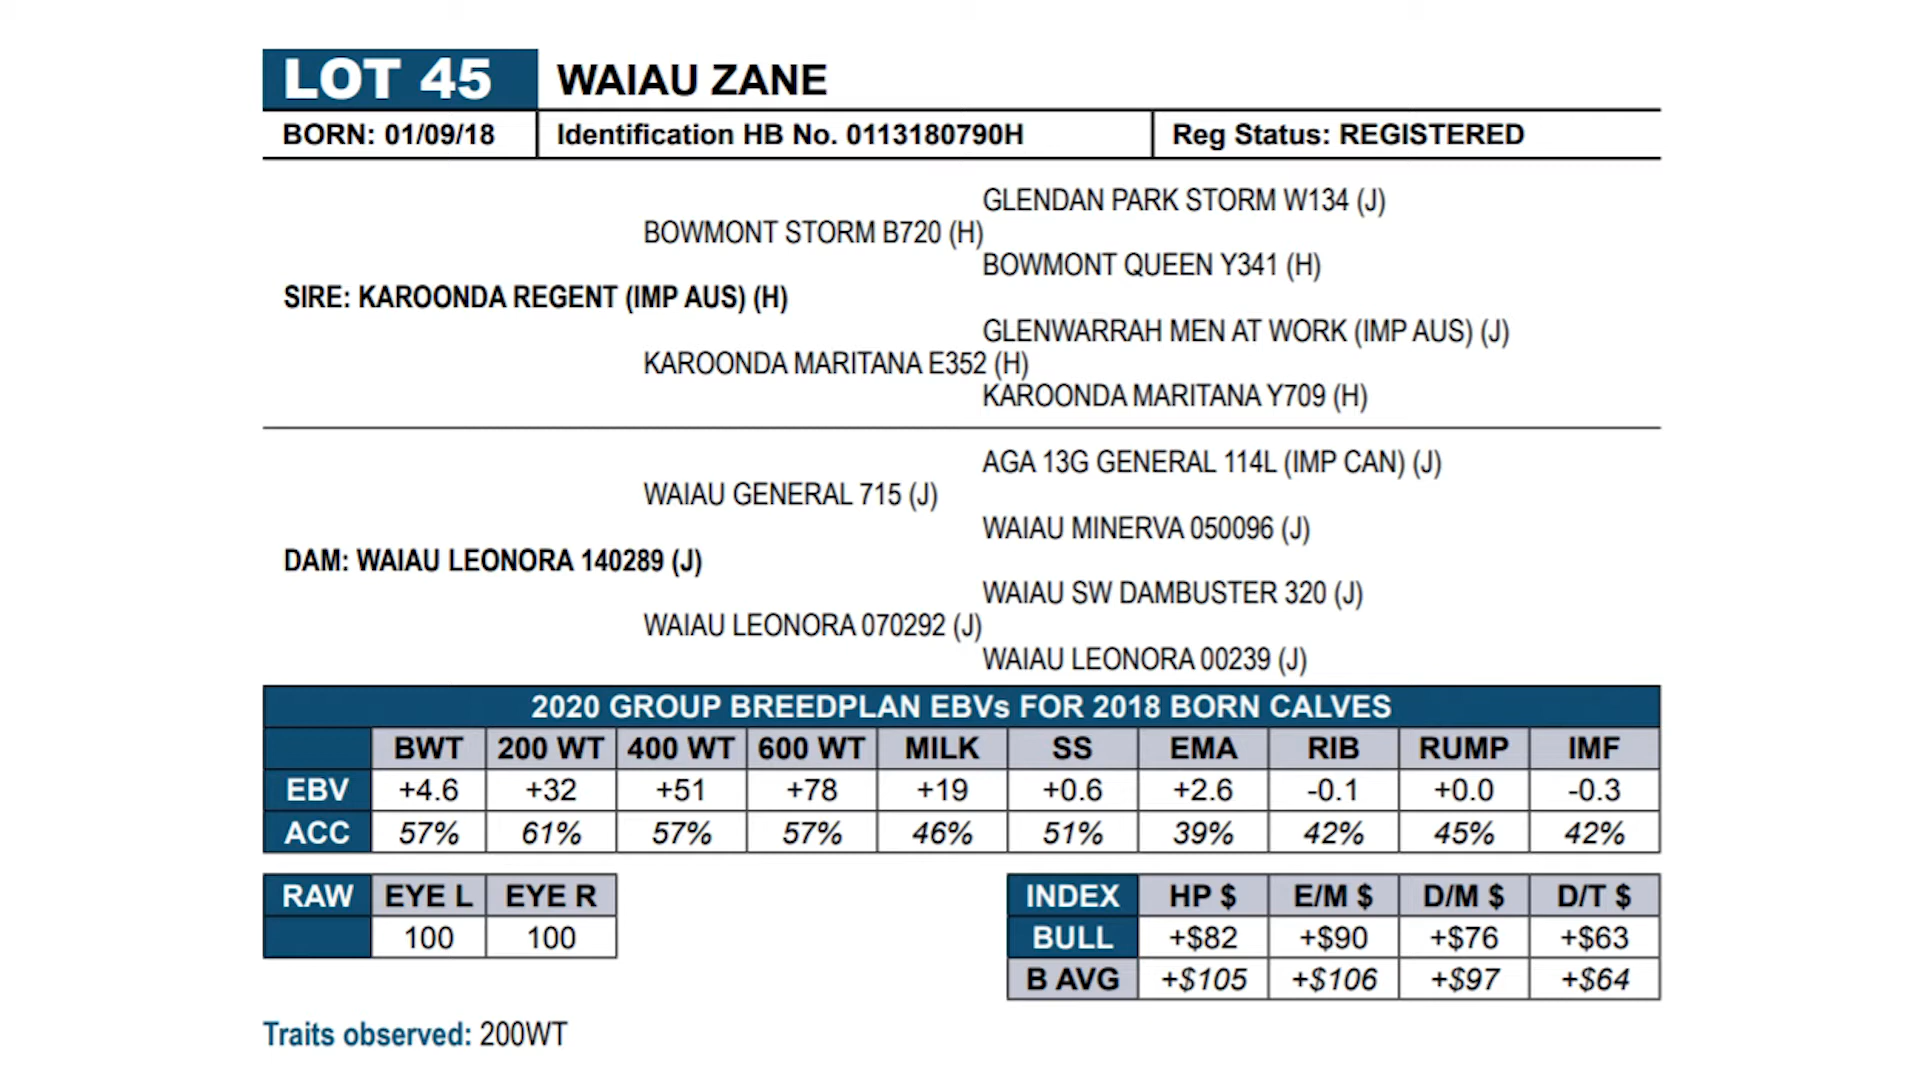 LOT 45 WAIAU ZANE
BORN: 01/09/18 Identification HB No. 0113180790H Reg Status: REGISTERED
GLENDAN PARK STORM W134 (J)
BOWMONT STORM B720 (H)
BOWMONT QUEEN Y341 (H)
SIRE: KAROONDA REGENT (IMP AUS) (H)
GLENWARRAH MEN AT WORK (IMP AUS) (J)
KAROONDA MARITANA E352 (H)
KAROONDA MARITANA Y709 (H)
AGA 13G GENERAL 114L (IMP CAN) (J)
WAIAU GENERAL 715 (J)
WAIAU MINERVA 050096 (J)
DAM: WAIAU LEONORA 140289 (J)
WAIAU SW DAMBUSTER 320 (J)
WAIAU LEONORA 070292 (J)
WAIAU LEONORA 00239 (J)
2020 GROUP BREEDPLAN EBVs FOR 2018 BORN CALVES
BWT 200 WT 400 WT 600 WT MILK SS EMA RIB RUMP IMF
EBV +4.6 +32 +51 +78 +19 +0.6 +2.6 -0.1 +0.0 -0.3
ACC 57% 61% 57% 57% 46% 51% 39% 42% 45% 42%
RAW EYE L EYE R INDEX HP $ E/M $ D/M $ D/T $
100 100 BULL +$82 +$90 +$76 +$63
B AVG +$105 +$106 +$97 +$64
Traits observed: 200WT